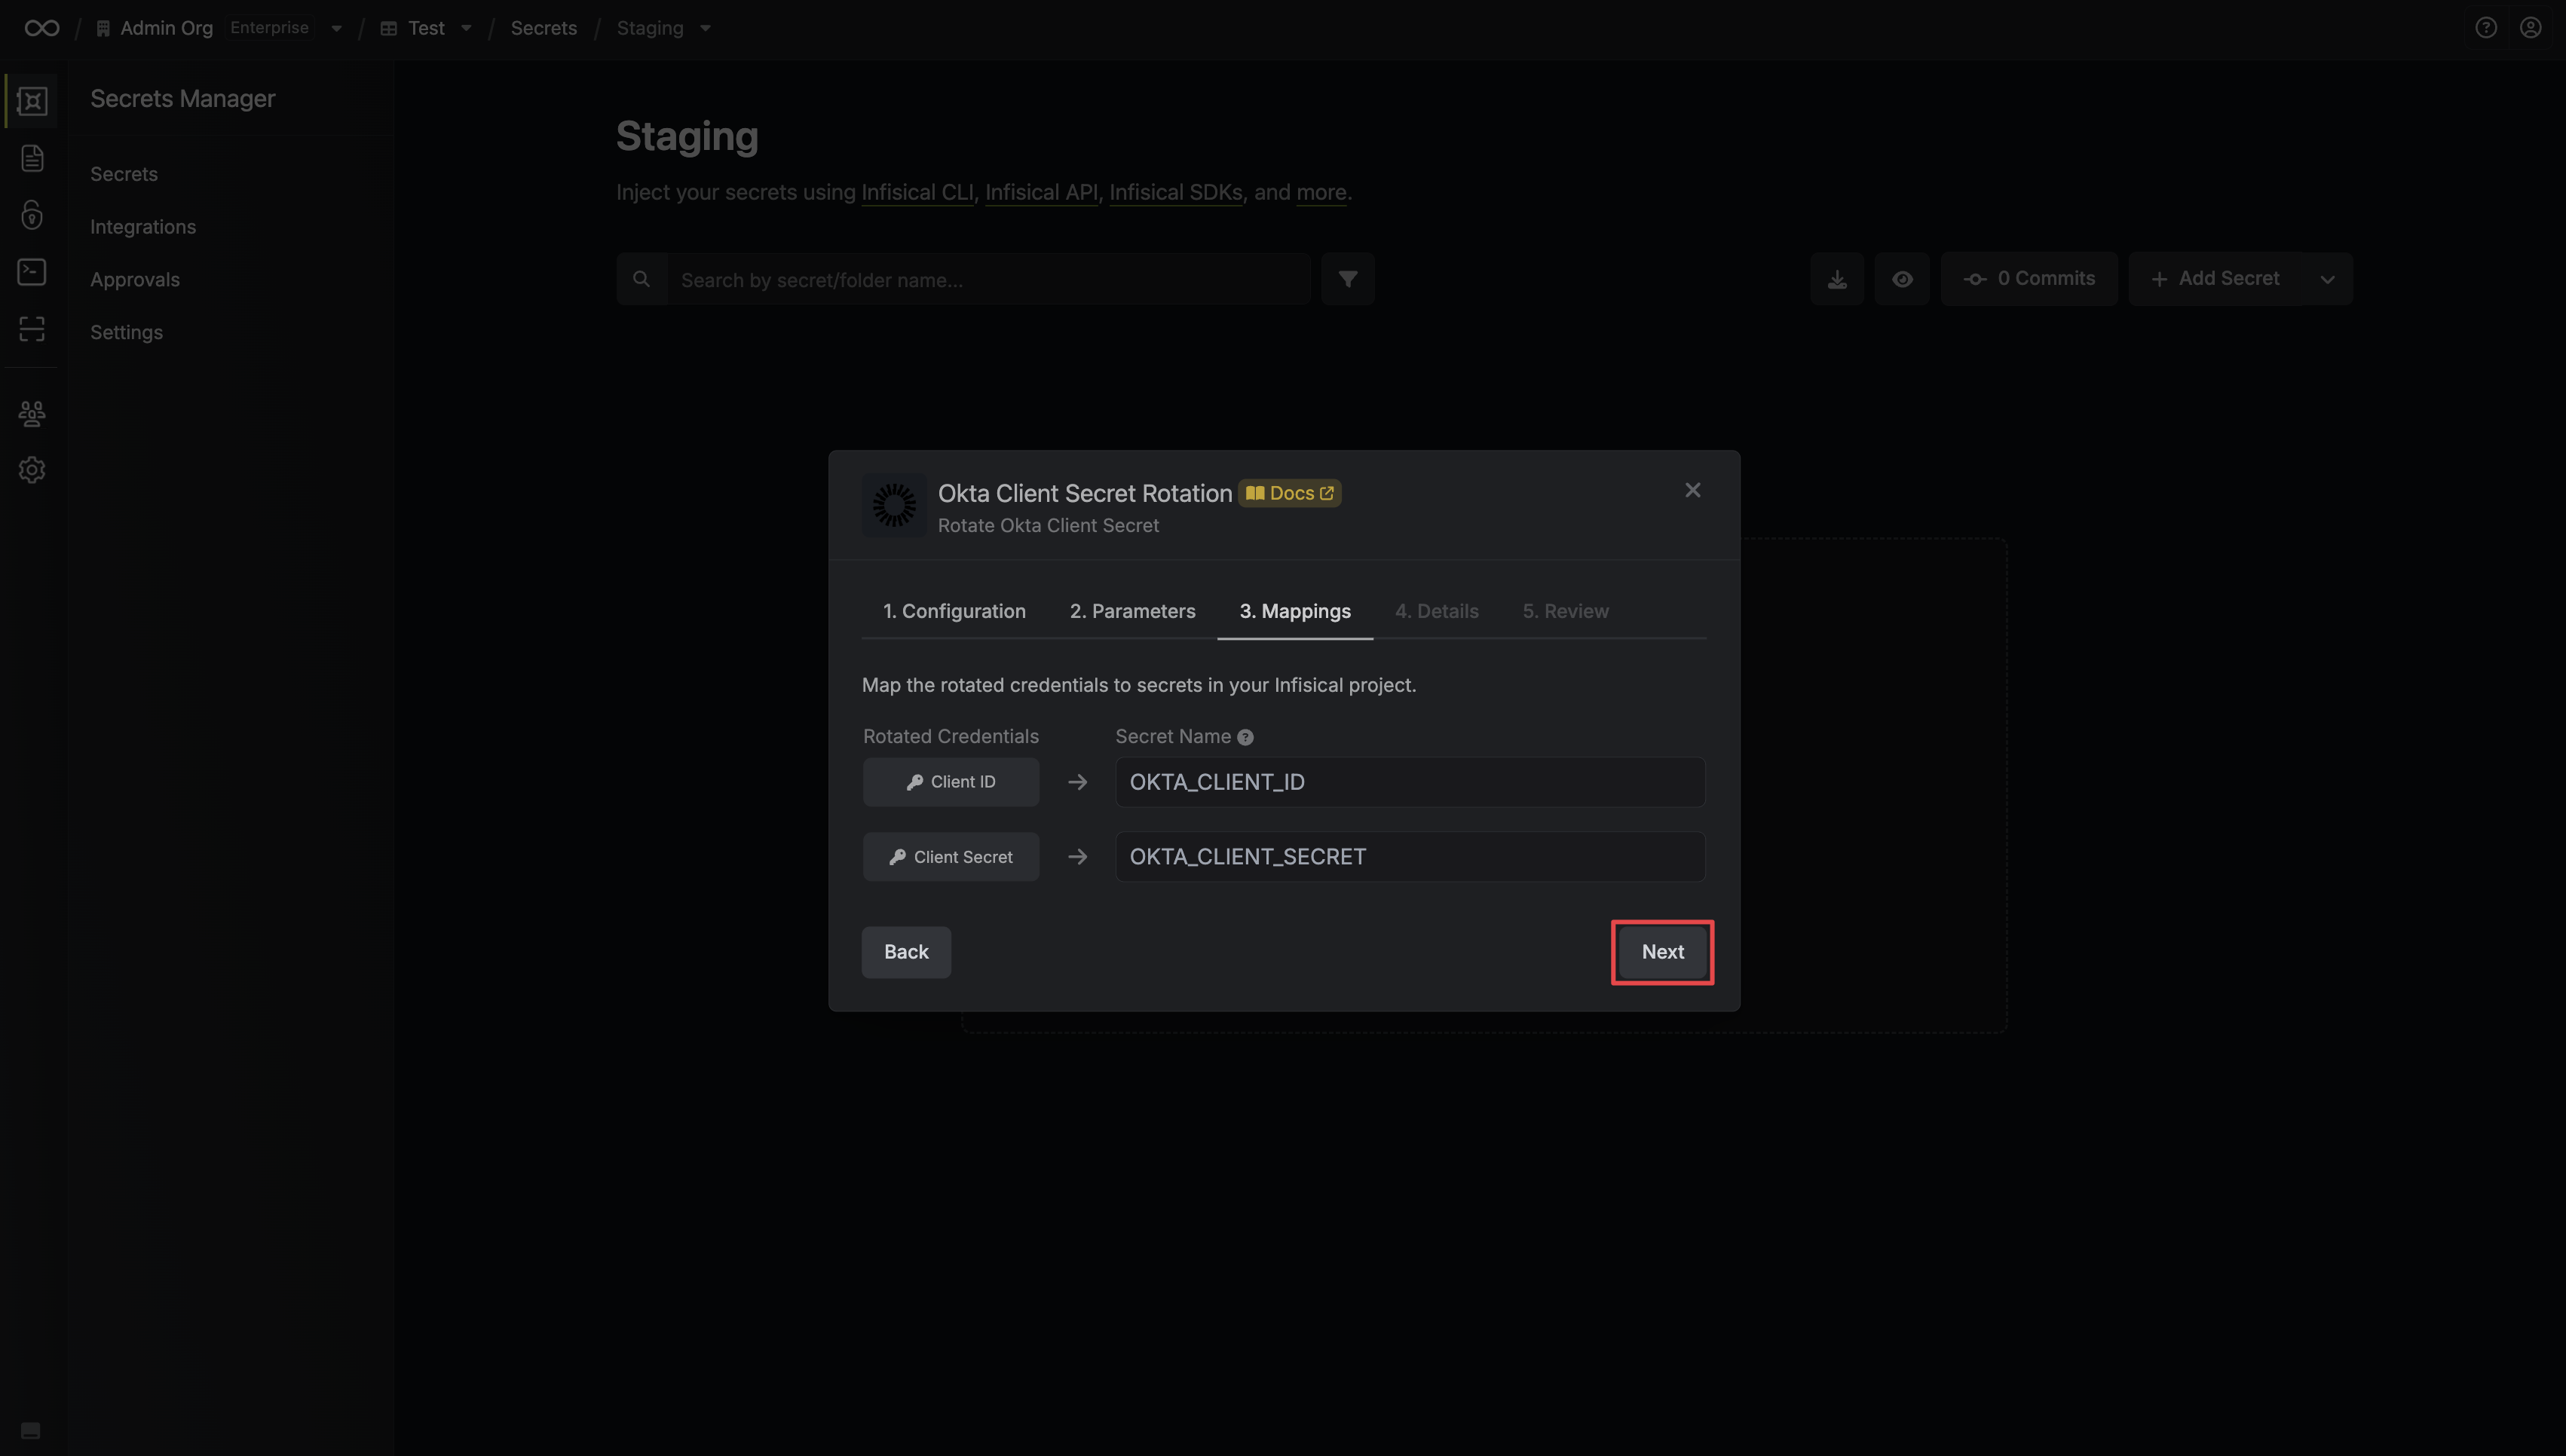 Admin Org Enterprise / Test / Secrets / Staging
Secrets Manager
Secrets
Integrations
Approvals
Settings
Staging
Inject your secrets using Infisical CLI, Infisical API, Infisical SDKs, and more.
Search by secret/folder name...
0 Commits
Add Secret
Okta Client Secret Rotation Docs
Rotate Okta Client Secret
1. Configuration 2. Parameters 3. Mappings 4. Details 5. Review
Map the rotated credentials to secrets in your Infisical project.
Rotated Credentials Secret Name
Client ID OKTA_CLIENT_ID
Client Secret OKTA_CLIENT_SECRET
Back Next